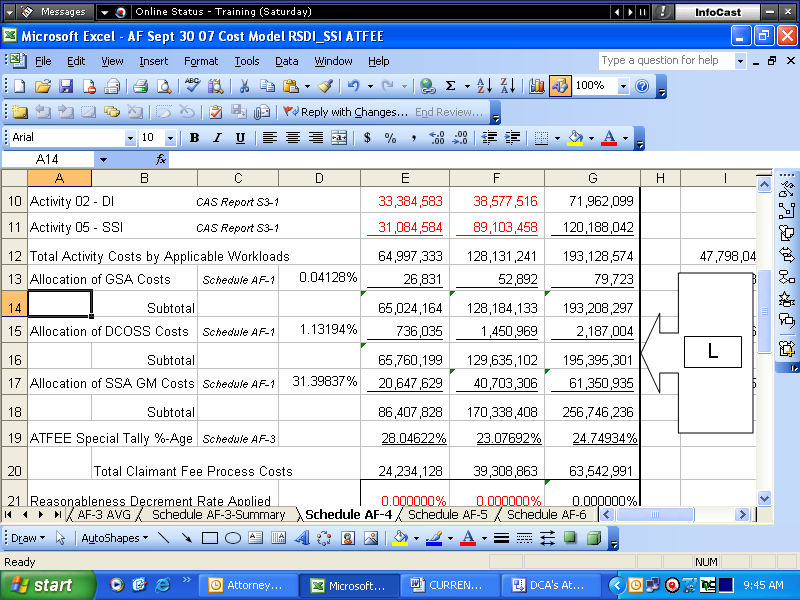 Messages Online Status - Training (Saturday) InfoCast
Microsoft Excel - AF Sept 30 07 Cost Model RSDI_SSI ATFEE
File Edit View Insert Format Tools Data Window Help Type a question for help
100%
Reply with Changes... End Review...
Arial 10 B I U $ % ,
A14 fx
A B C D E F G H I
10 Activity 02 - DI CAS Report S3-1 33,384,583 38,577,516 71,962,099
11 Activity 05 - SSI CAS Report S3-1 31,084,584 89,103,458 120,188,042
12 Total Activity Costs by Applicable Workloads 64,997,333 128,131,241 193,128,574 47,798,04
13 Allocation of GSA Costs Schedule AF-1 0.04128% 26,831 52,892 79,723
14 Subtotal 65,024,164 128,184,133 193,208,297
15 Allocation of DCOSS Costs Schedule AF-1 1.13194% 736,035 1,450,969 2,187,004
L
16 Subtotal 65,760,199 129,635,102 195,395,301
17 Allocation of SSA GM Costs Schedule AF-1 31.39837% 20,647,629 40,703,306 61,350,935
18 Subtotal 86,407,828 170,338,408 256,746,236
19 ATFEE Special Tally %-Age Schedule AF-3 28.04622% 23.07692% 24.74934%
20 Total Claimant Fee Process Costs 24,234,128 39,308,863 63,542,991
21 Reasonableness Decrement Rate Applied 0.000000% 0.000000% 0.000000%
AF-3 AVG Schedule AF-3-Summary Schedule AF-4 Schedule AF-5 Schedule AF-6
Draw AutoShapes
Ready NUM
start Attorney... Microsoft... CURREN... DCA's At... 9:45 AM